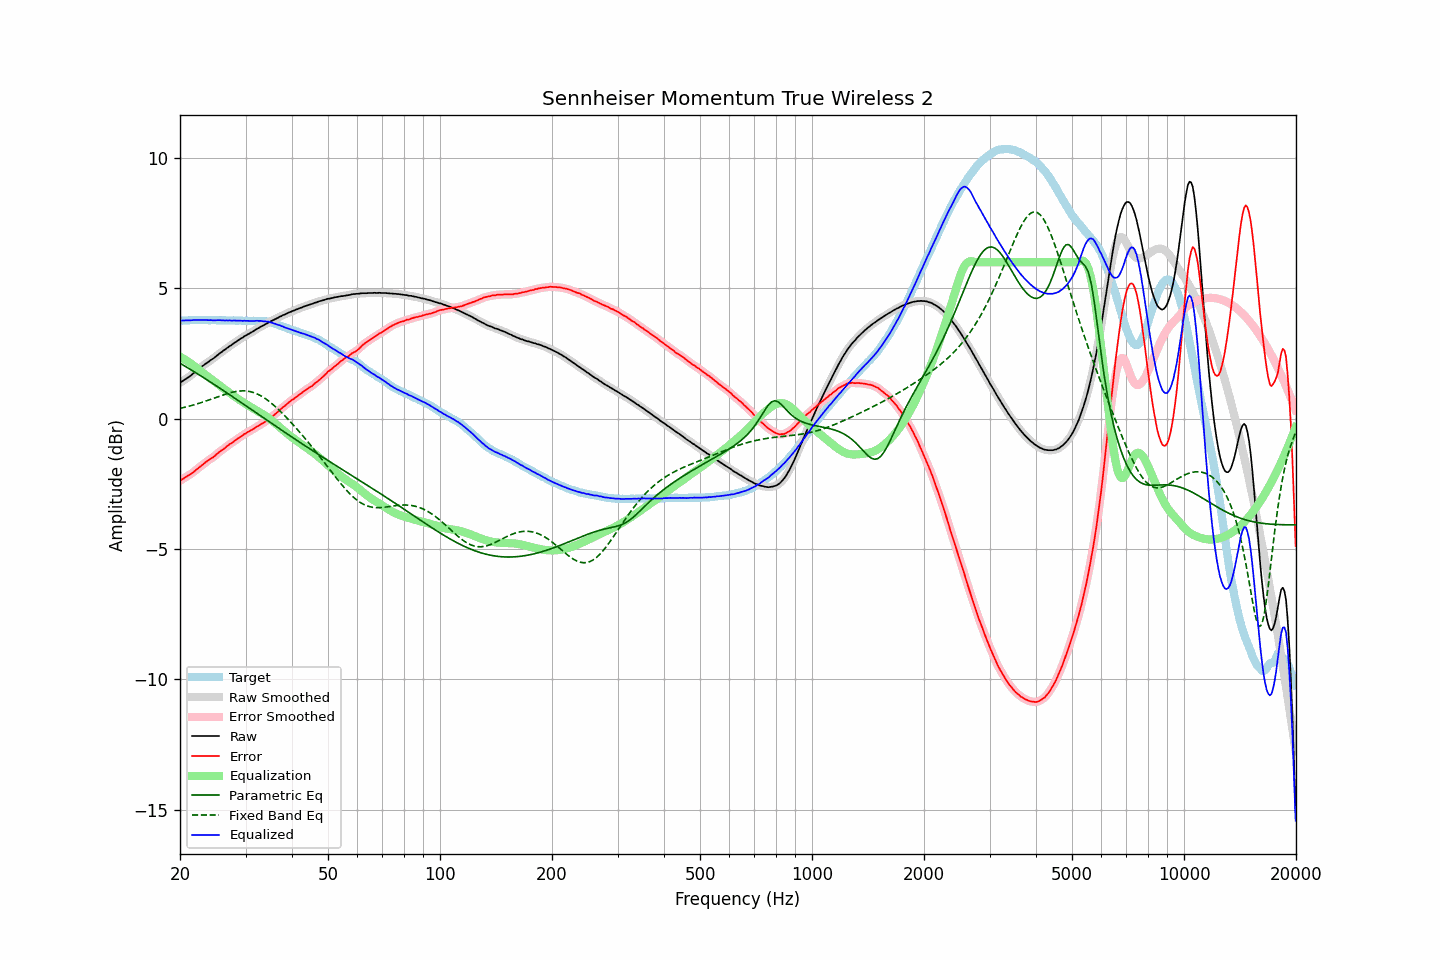 Sennheiser Momentum True Wireless 2
Amplitude (dBr)
10
5
0
−5
−10
−15
Target
Raw Smoothed
Error Smoothed
Raw
Error
Equalization
Parametric Eq
Fixed Band Eq
Equalized
20 50 100 200 500 1000 2000 5000 10000 20000
Frequency (Hz)